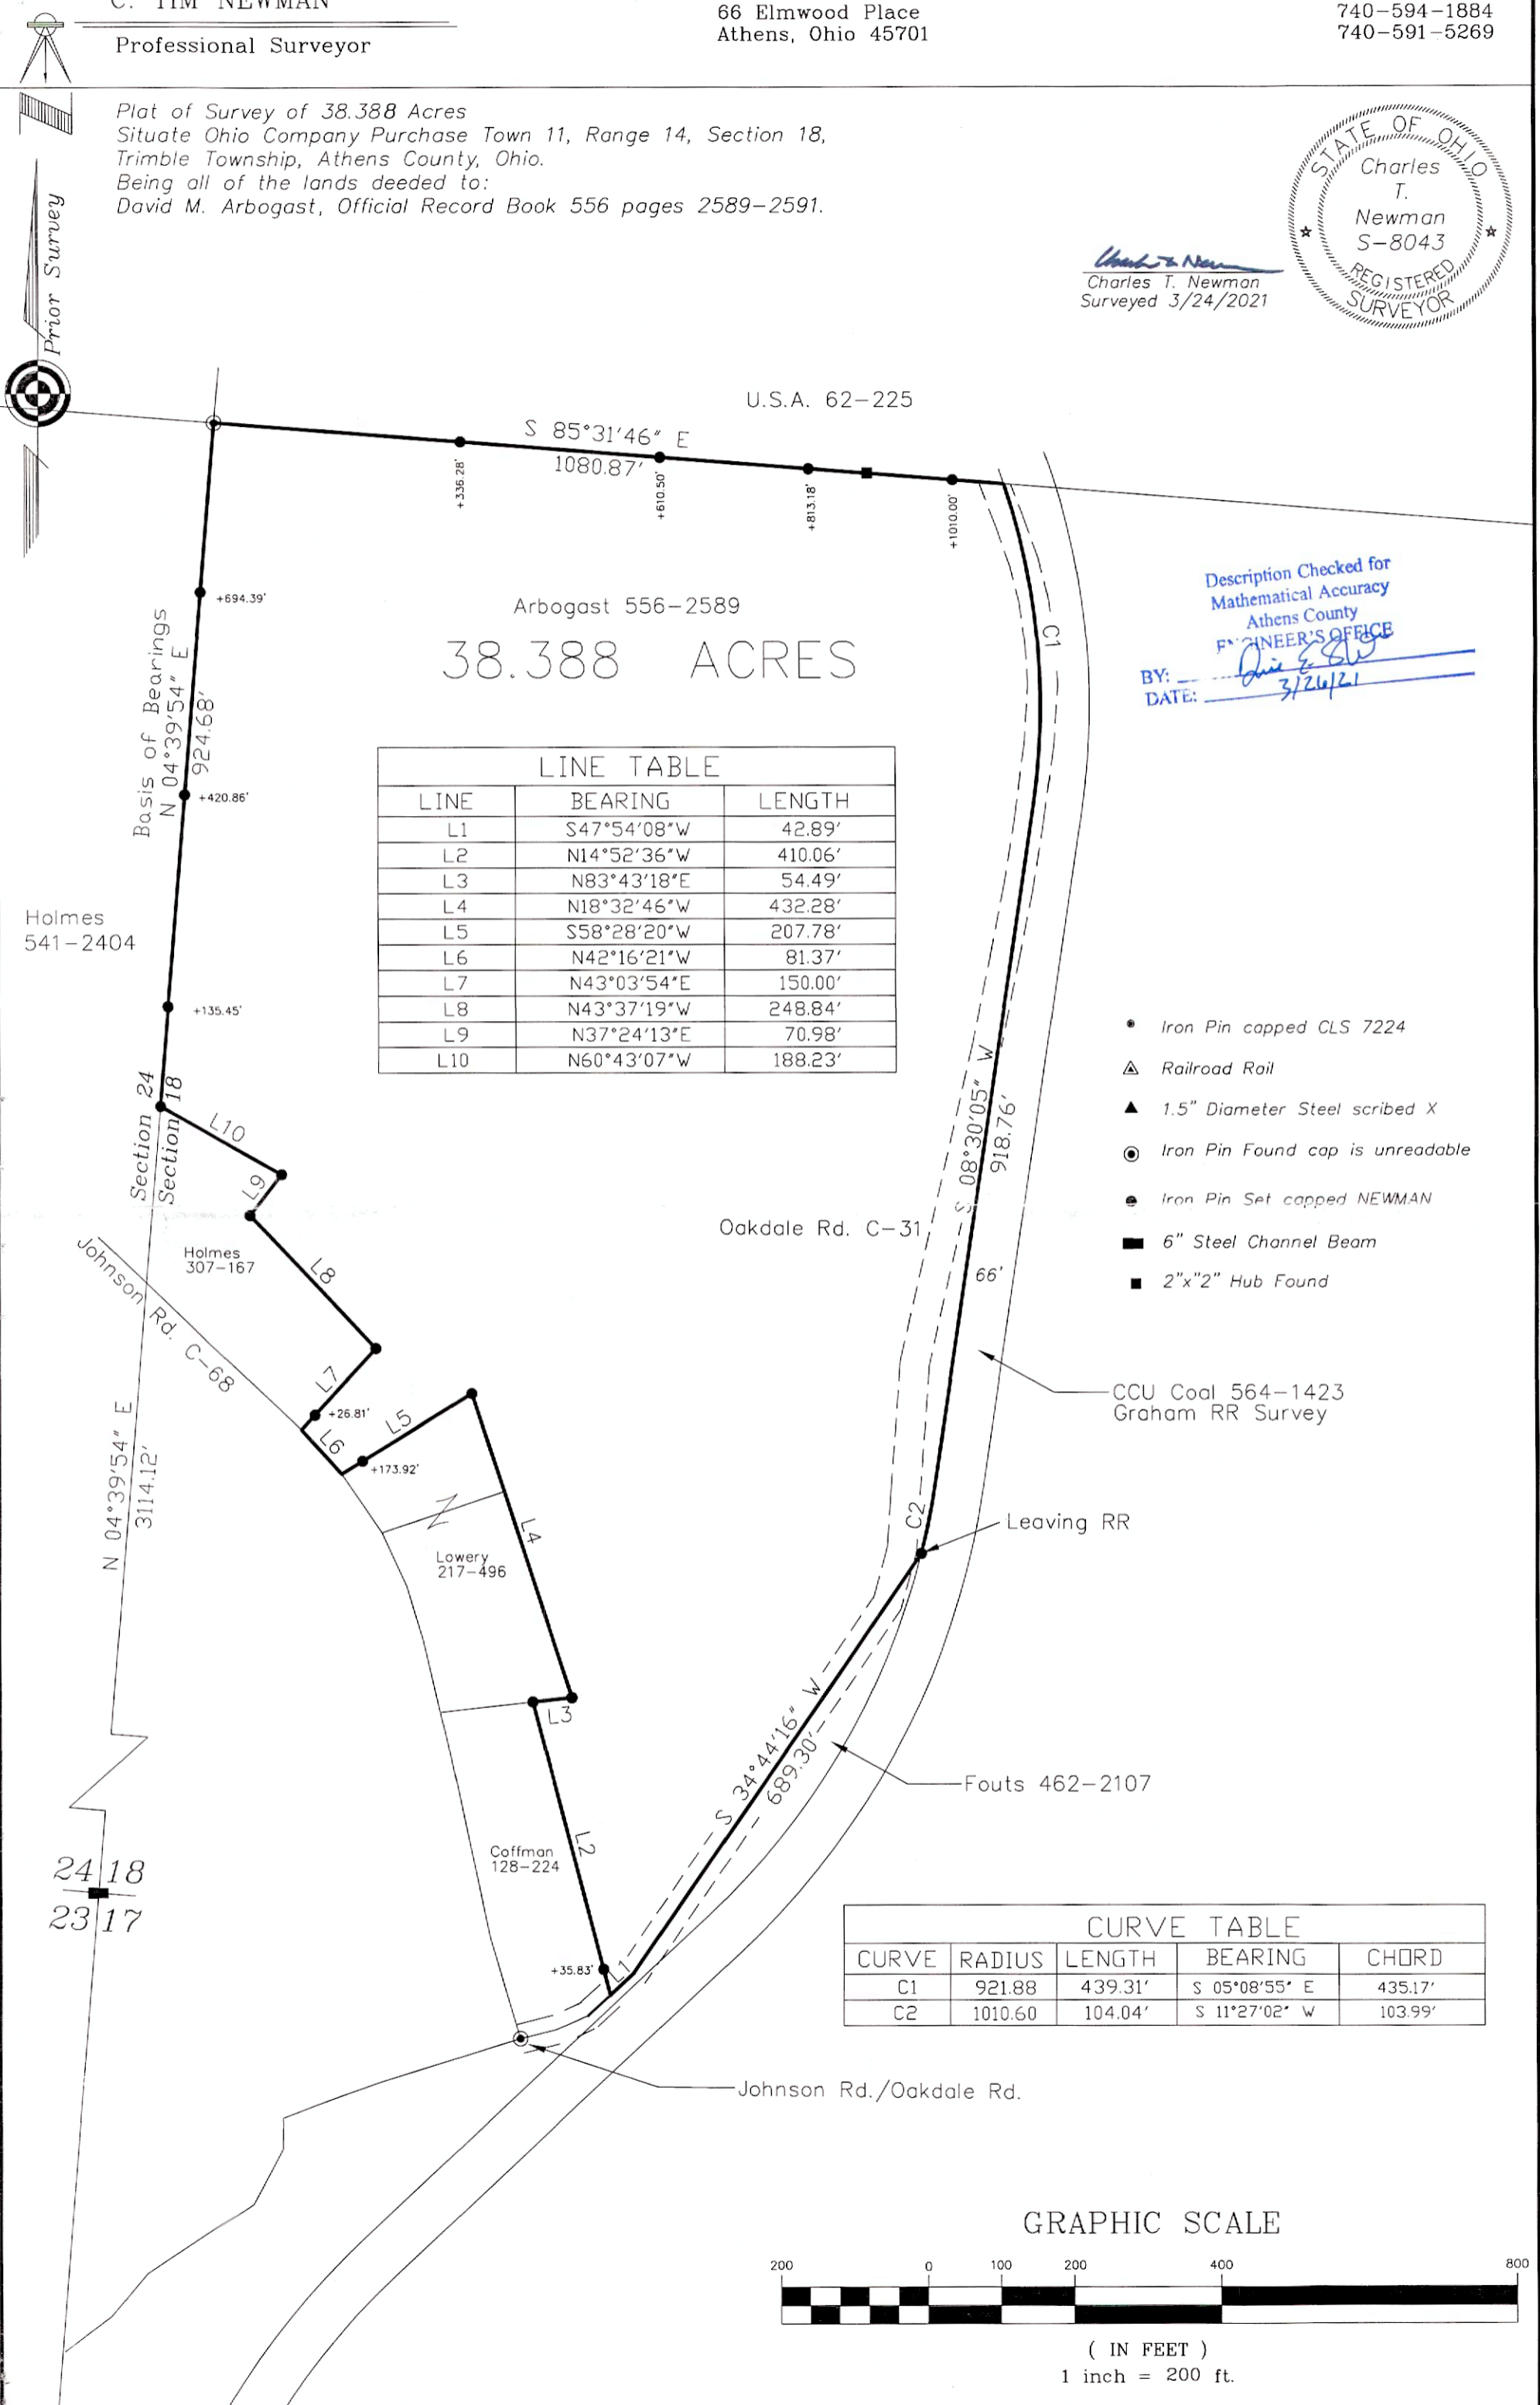 C. TIM NEWMAN
Professional Surveyor
66 Elmwood Place
Athens, Ohio 45701
740-594-1884
740-591-5269
Plat of Survey of 38.388 Acres
Situate Ohio Company Purchase Town 11, Range 14, Section 18,
Trimble Township, Athens County, Ohio.
Being all of the lands deeded to:
David M. Arbogast, Official Record Book 556 pages 2589-2591.
Prior Survey
STATE OF OHIO
Charles
T.
Newman
S-8043
REGISTERED
SURVEYOR
Charles T. Newman
Surveyed 3/24/2021
U.S.A. 62-225
S 85°31'46" E
1080.87'
+336.28'
+610.50'
+813.18'
+1010.00'
C1
Description Checked for
Mathematical Accuracy
Athens County
ENGINEER'S OFFICE
BY:
DATE: 3/26/21
Arbogast 556-2589
38.388 ACRES
+694.39'
Basis of Bearings
N 04°39'54" E
924.68'
+420.86'
LINE TABLE
LINE BEARING LENGTH
L1 S47°54'08"W 42.89'
L2 N14°52'36"W 410.06'
L3 N83°43'18"E 54.49'
L4 N18°32'46"W 432.28'
L5 S58°28'20"W 207.78'
L6 N42°16'21"W 81.37'
L7 N43°03'54"E 150.00'
L8 N43°37'19"W 248.84'
L9 N37°24'13"E 70.98'
L10 N60°43'07"W 188.23'
Holmes
541-2404
+135.45'
Section 24
Section 18
L10
L9
Holmes
307-167
L8
Johnson Rd. C-68
L7
+26.81'
L6
L5
+173.92'
S 08°30'05" W
918.76'
Oakdale Rd. C-31
66'
Iron Pin capped CLS 7224
Railroad Rail
1.5" Diameter Steel scribed X
Iron Pin Found cap is unreadable
Iron Pin Set capped NEWMAN
6" Steel Channel Beam
2"x"2" Hub Found
CCU Coal 564-1423
Graham RR Survey
N 04°39'54" E
3114.12'
C2
Leaving RR
L4
Lowery
217-496
L3
S 34°44'16" W
689.30'
Fouts 462-2107
L2
Coffman
128-224
24 18
23 17
+35.83'
L1
CURVE TABLE
CURVE RADIUS LENGTH BEARING CHORD
C1 921.88 439.31' S 05°08'55" E 435.17'
C2 1010.60 104.04' S 11°27'02" W 103.99'
Johnson Rd./Oakdale Rd.
GRAPHIC SCALE
200 0 100 200 400 800
( IN FEET )
1 inch = 200 ft.